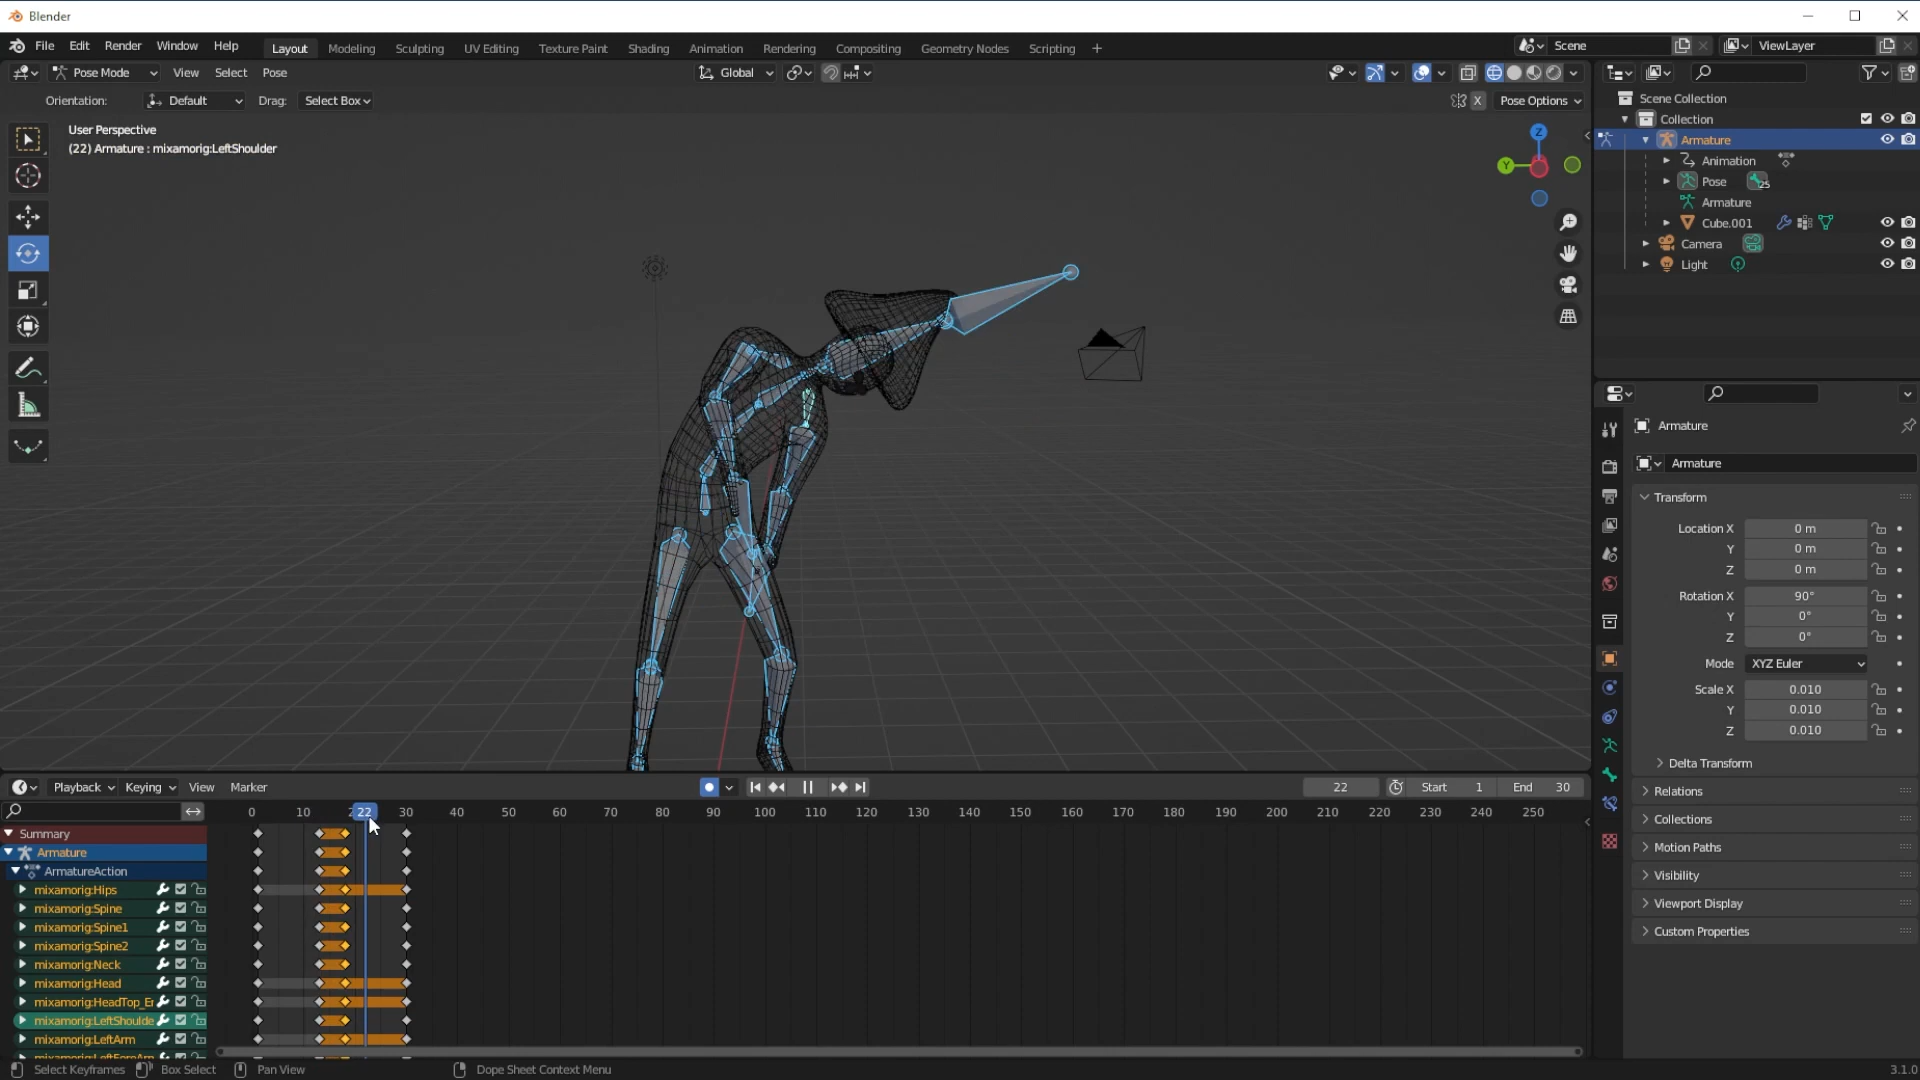 Blender
File Edit Render Window Help Layout Modeling Sculpting UV Editing Texture Paint Shading Animation Rendering Compositing Geometry Nodes Scripting + Scene ViewLayer
Pose Mode View Select Pose Global
Orientation: Default Drag: Select Box X Pose Options
User Perspective
(22) Armature : mixamorig:LeftShoulder
Z
Y
Scene Collection
Collection
Armature
Animation
Pose 25
Armature
Cube.001
Camera
Light
Armature
Armature
Transform
Location X 0 m
Y 0 m
Z 0 m
Rotation X 90°
Y 0°
Z 0°
Mode XYZ Euler
Scale X 0.010
Y 0.010
Z 0.010
Delta Transform
Relations
Collections
Motion Paths
Visibility
Viewport Display
Custom Properties
Playback Keying View Marker 22 Start 1 End 30
0 10 22 30 40 50 60 70 80 90 100 110 120 130 140 150 160 170 180 190 200 210 220 230 240 250
Summary
Armature
ArmatureAction
mixamorig:Hips
mixamorig:Spine
mixamorig:Spine1
mixamorig:Spine2
mixamorig:Neck
mixamorig:Head
mixamorig:HeadTop_Er
mixamorig:LeftShoulde
mixamorig:LeftArm
Select Keyframes Box Select Pan View Dope Sheet Context Menu 3.1.0